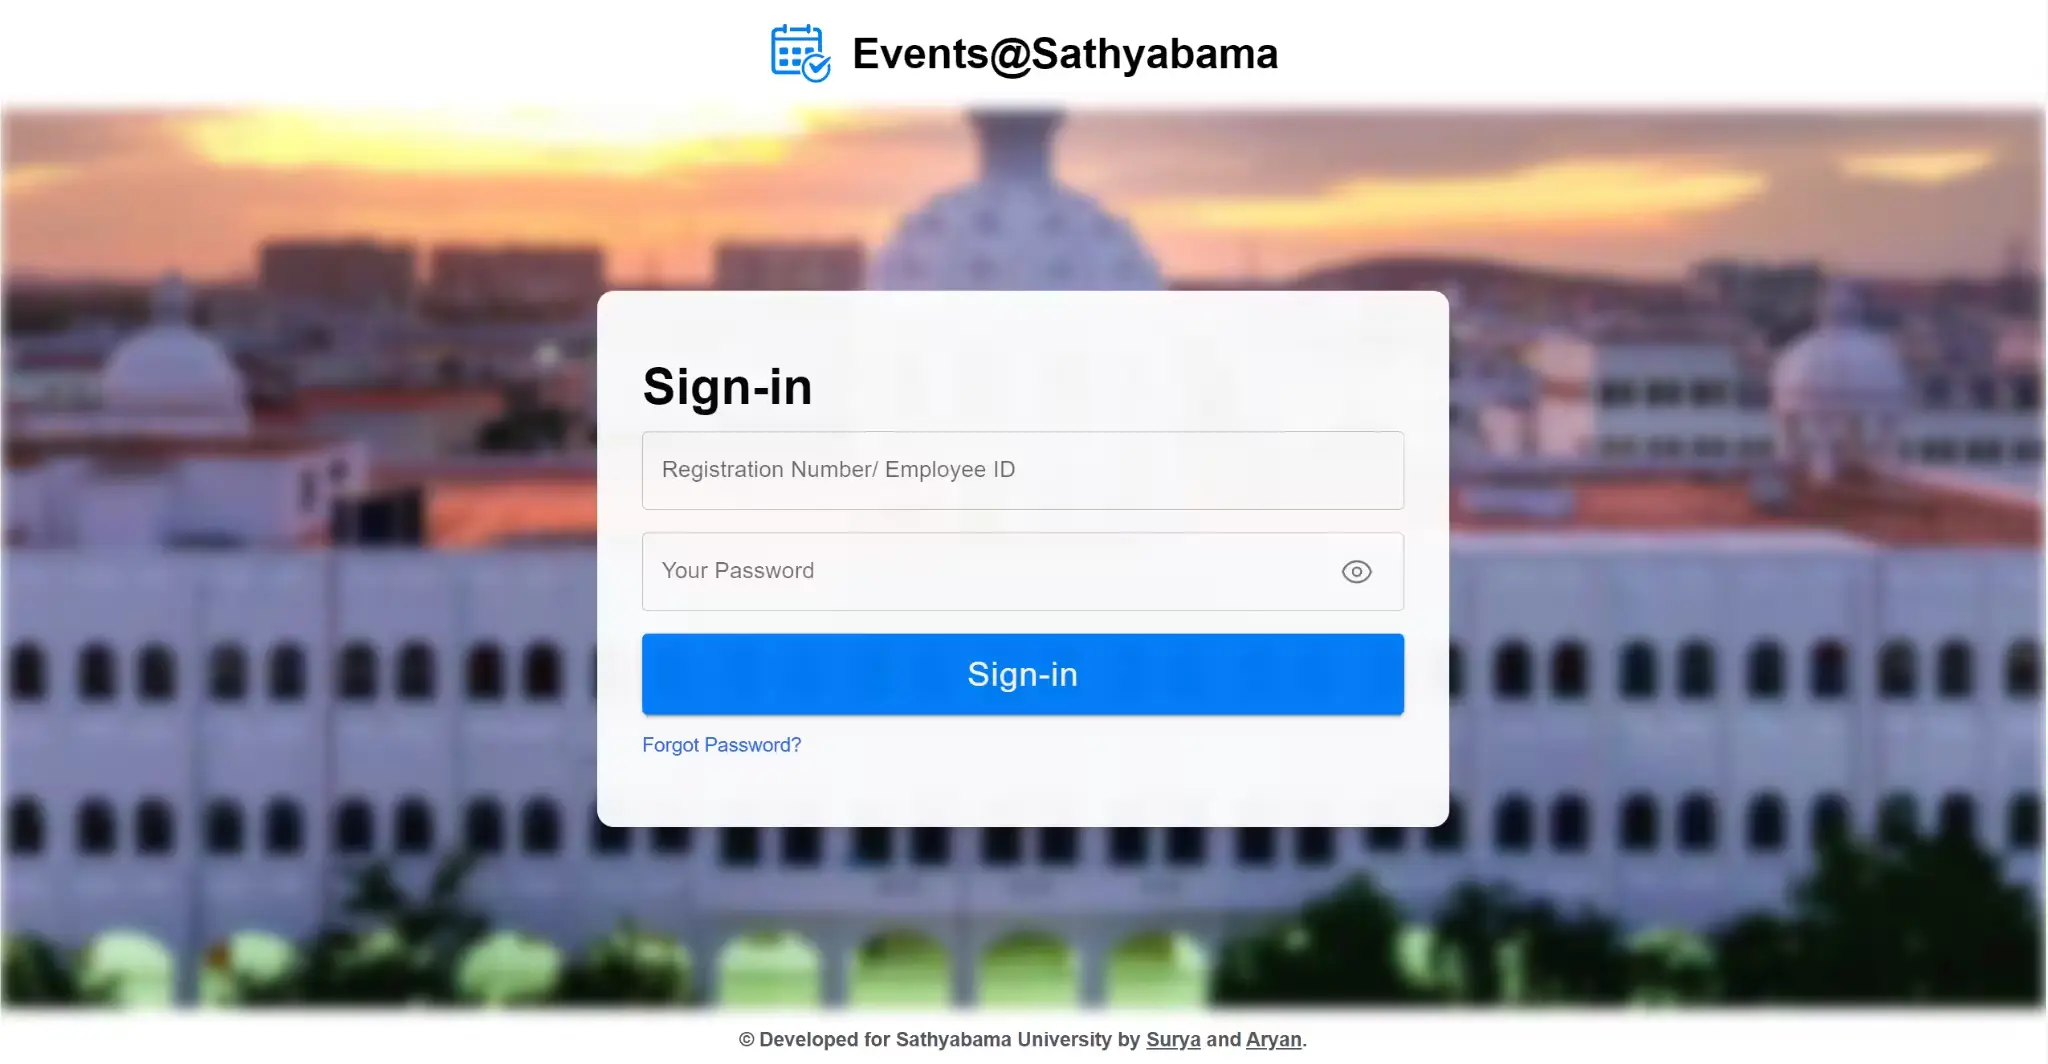 Events@Sathyabama
Sign-in
Registration Number/ Employee ID
Your Password
Sign-in
Forgot Password?
© Developed for Sathyabama University by Surya and Aryan.